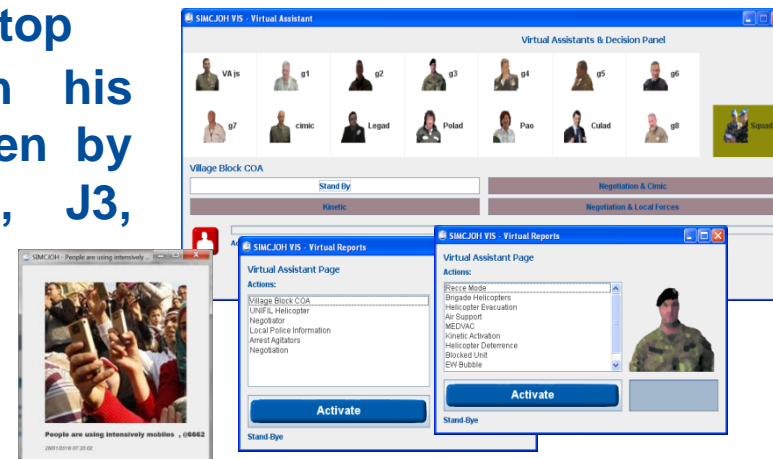 top
n his
en by
, J3,
SIMCJOH VIS - Virtual Assistant
Virtual Assistants & Decision Panel
VA js
g1
g2
g3
g4
g5
g6
g7
cimic
Legad
Polad
Pao
Culad
g8
Squad
Village Block COA
Stand By
Negotiation & Cimic
Kinetic
Negotiation & Local Forces
SIMCJOH VIS - Virtual Reports
Virtual Assistant Page
Actions:
Village Block COA
UNIFIL Helicopter
Negotiator
Local Police Information
Arrest Agitators
Negotiation
Activate
Stand-Bye
SIMCJOH VIS - Virtual Reports
Virtual Assistant Page
Actions:
Recce Mode
Brigade Helicopters
Helicopter Evacuation
Air Support
MEDVAC
Kinetic Activation
Helicopter Deterrence
Blocked Unit
EW Bubble
Activate
Stand-Bye
SIMCJOH - People are using intensively ...
People are using intensively mobiles , @6662